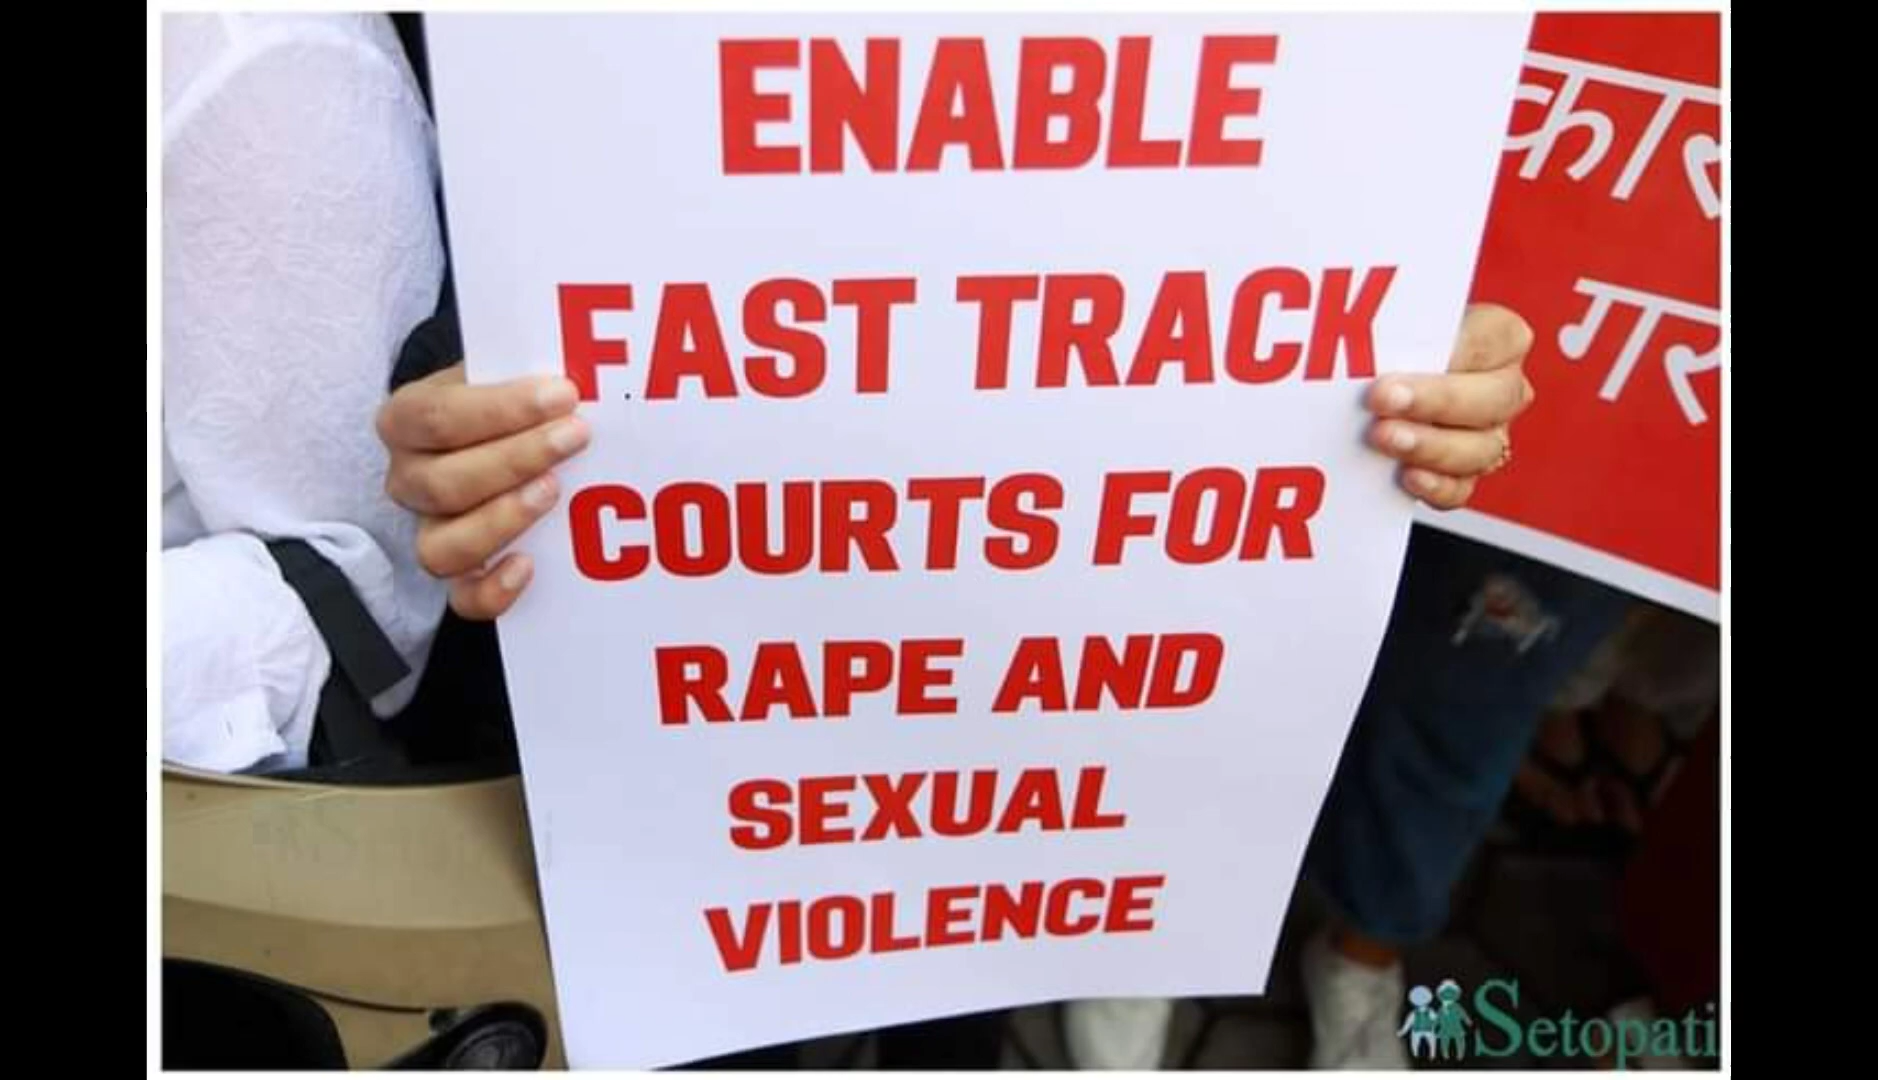 ENABLE
FAST TRACK
COURTS FOR
RAPE AND
SEXUAL
VIOLENCE
Setopati